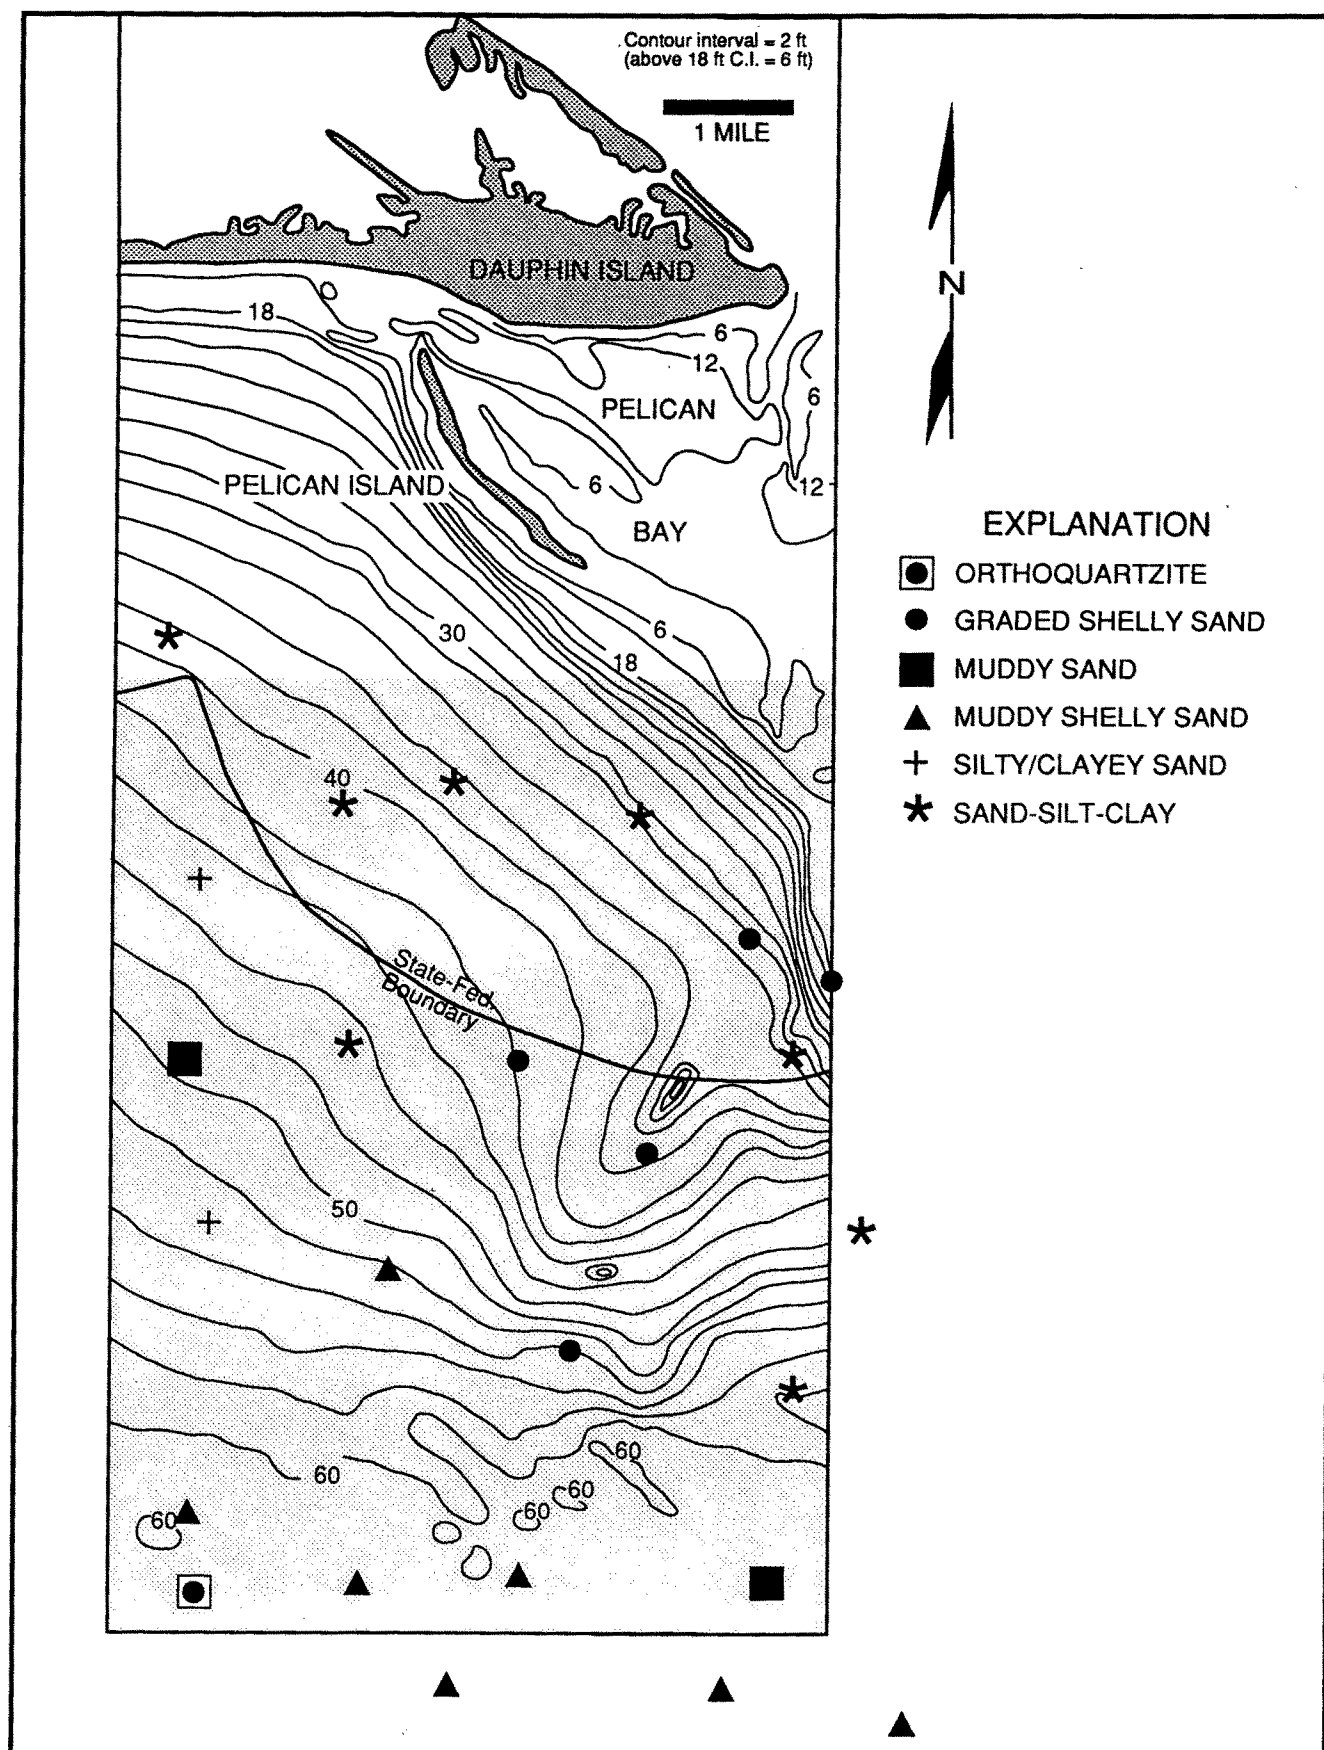 Contour interval = 2 ft
(above 18 ft C.I. = 6 ft)
1 MILE
DAUPHIN ISLAND
N
18
6
12
6
PELICAN
PELICAN ISLAND
6
12
BAY
EXPLANATION
ORTHOQUARTZITE
GRADED SHELLY SAND
MUDDY SAND
MUDDY SHELLY SAND
SILTY/CLAYEY SAND
SAND-SILT-CLAY
30
6
18
40
State-Fed.
Boundary
50
60
60
60
60
60